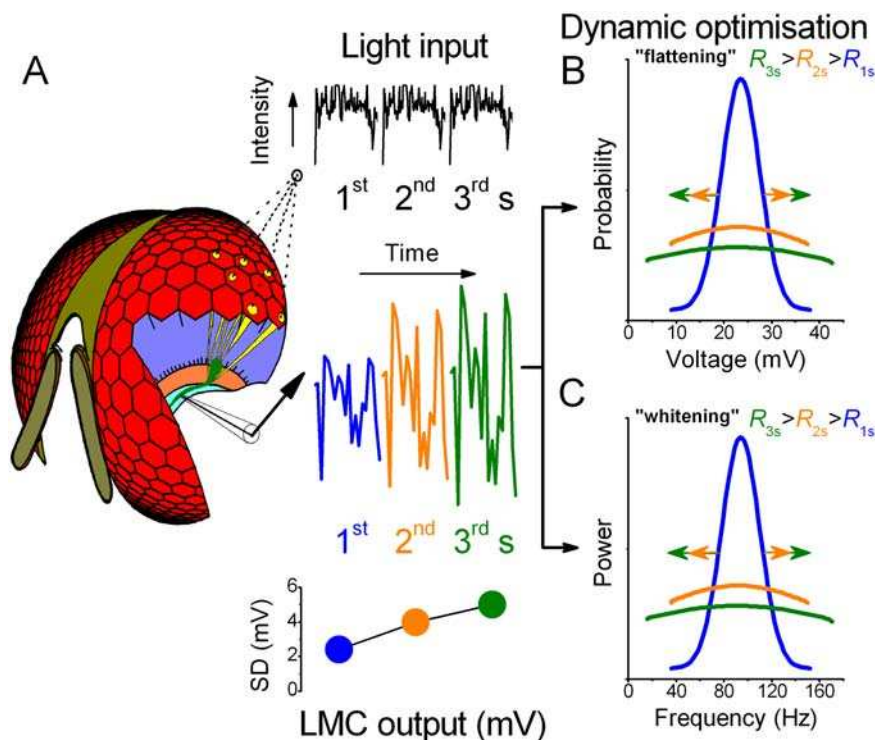 Dynamic optimisation
A
Light input
Intensity
1st 2nd 3rd s
Time
1st 2nd 3rd s
SD (mV)
6
4
2
0
LMC output (mV)
B
"flattening" R3s>R2s>R1s
Probability
0 10 20 30 40
Voltage (mV)
C
"whitening" R3s>R2s>R1s
Power
0 40 80 120 160
Frequency (Hz)